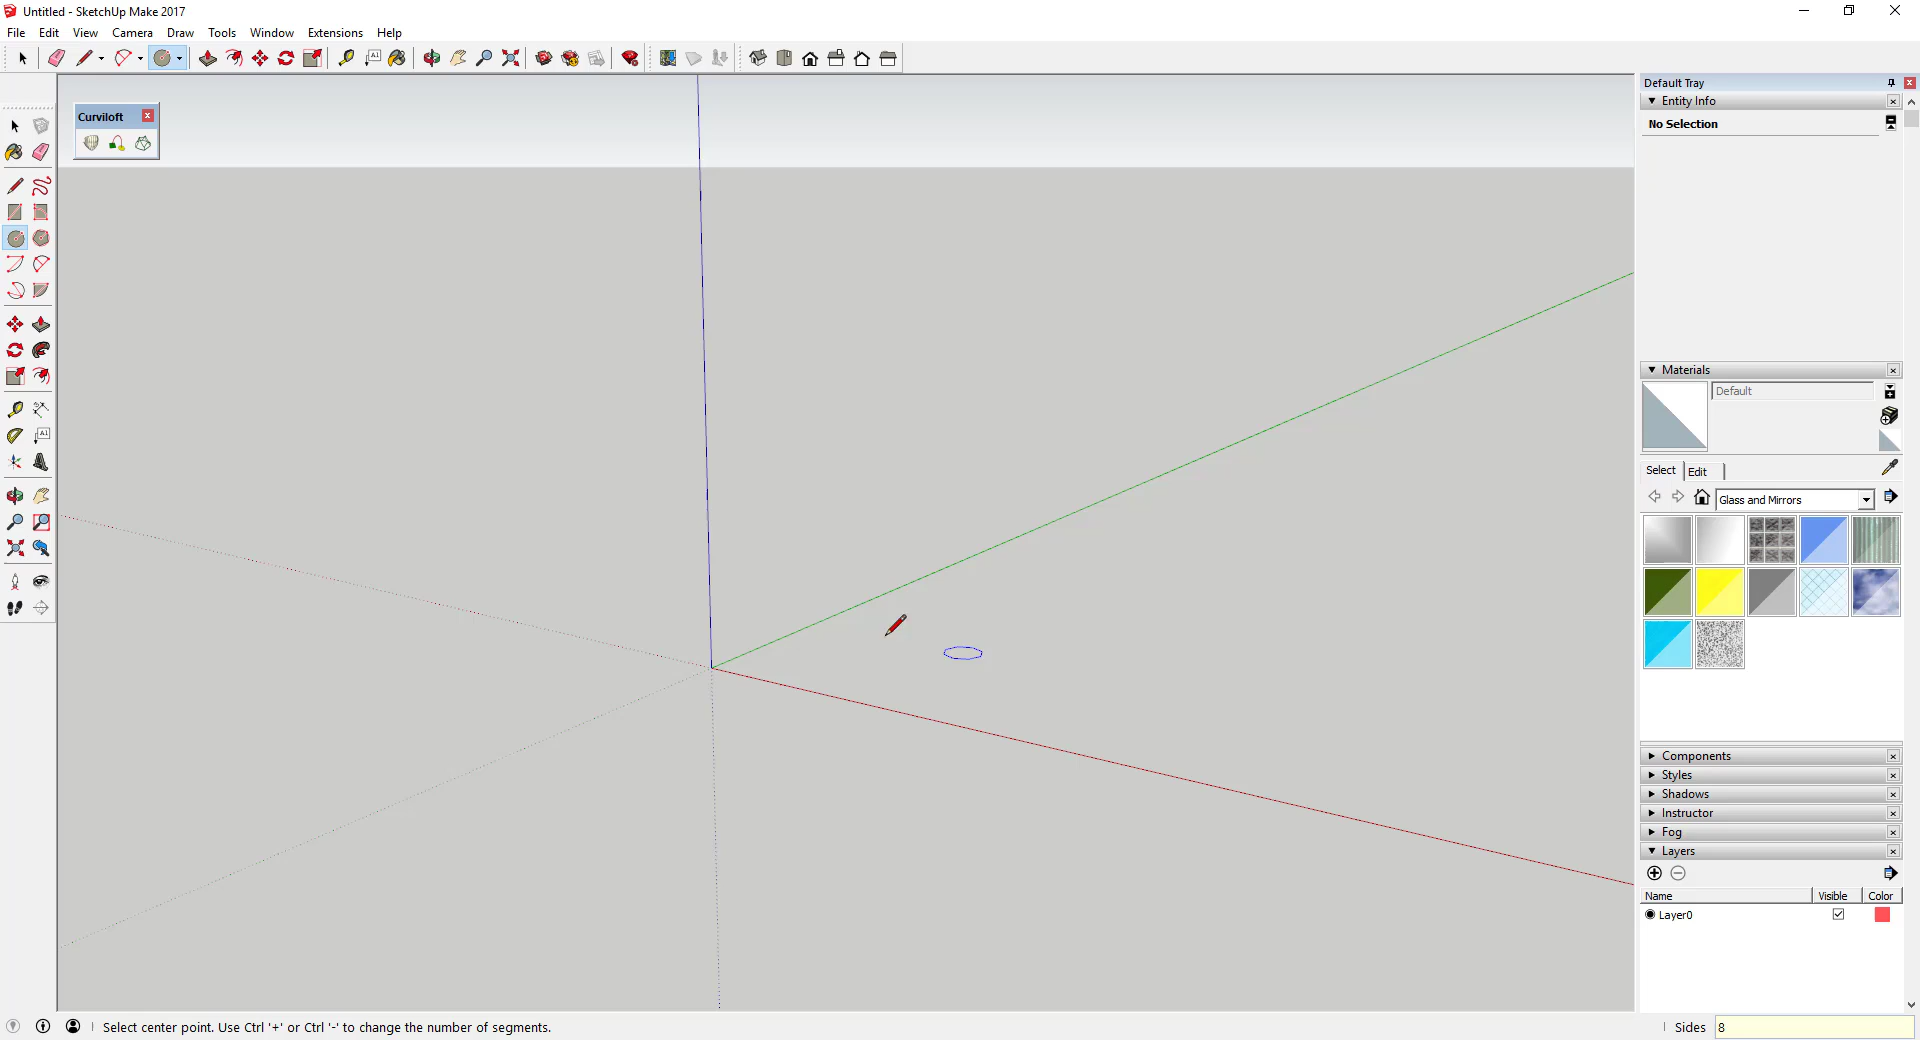 Untitled - SketchUp Make 2017
File Edit View Camera Draw Tools Window Extensions Help
A1
Default Tray
Entity Info
Curviloft
No Selection
Materials
Default
A1
Select Edit
Glass and Mirrors
Components
Styles
Shadows
Instructor
Fog
Layers
Name Visible Color
Layer0
Select center point. Use Ctrl '+' or Ctrl '-' to change the number of segments.
Sides 8